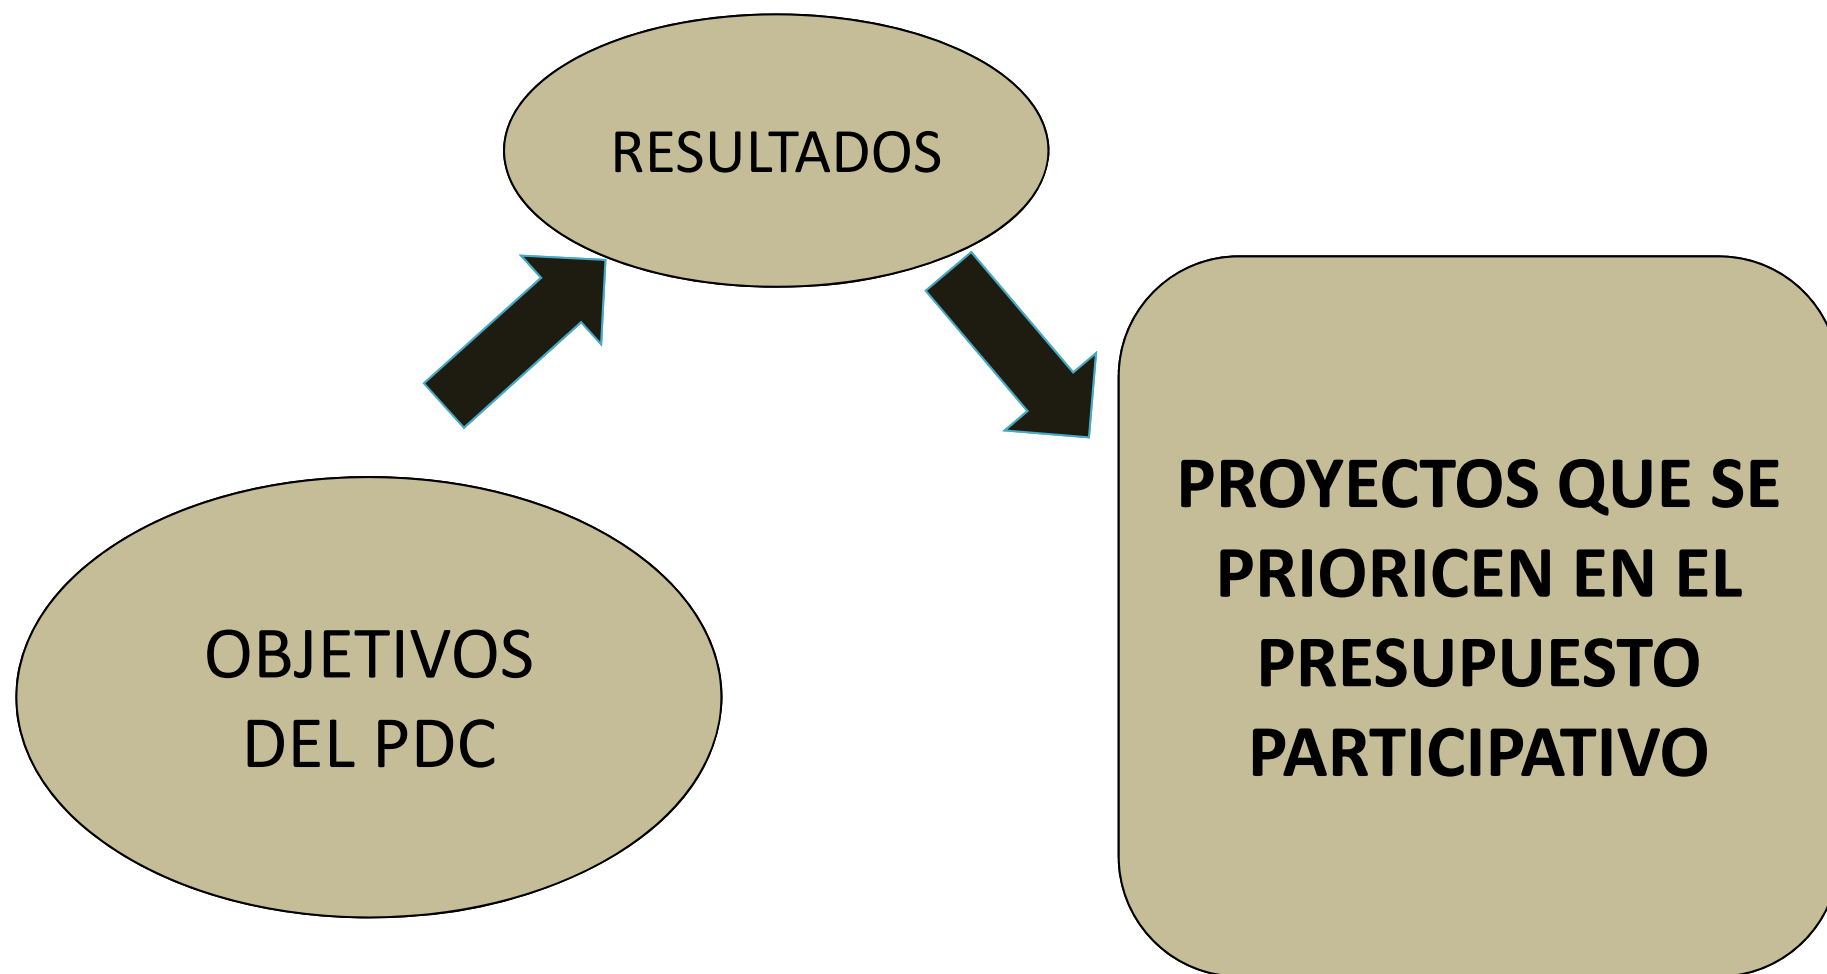 RESULTADOS
OBJETIVOS
DEL PDC
PROYECTOS QUE SE
PRIORICEN EN EL
PRESUPUESTO
PARTICIPATIVO